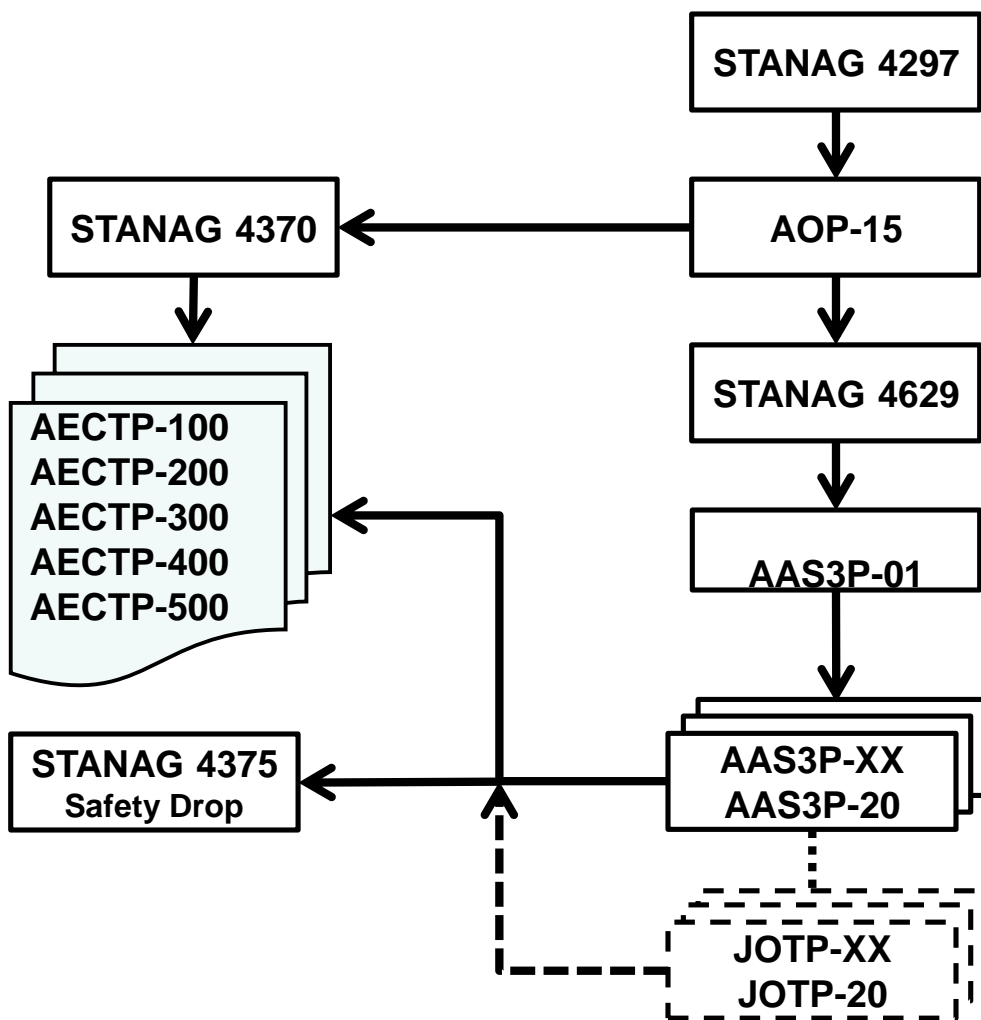 STANAG 4297
STANAG 4370
AOP-15
STANAG 4629
AECTP-100
AECTP-200
AECTP-300
AECTP-400
AECTP-500
AAS3P-01
STANAG 4375
Safety Drop
AAS3P-XX
AAS3P-20
JOTP-XX
JOTP-20